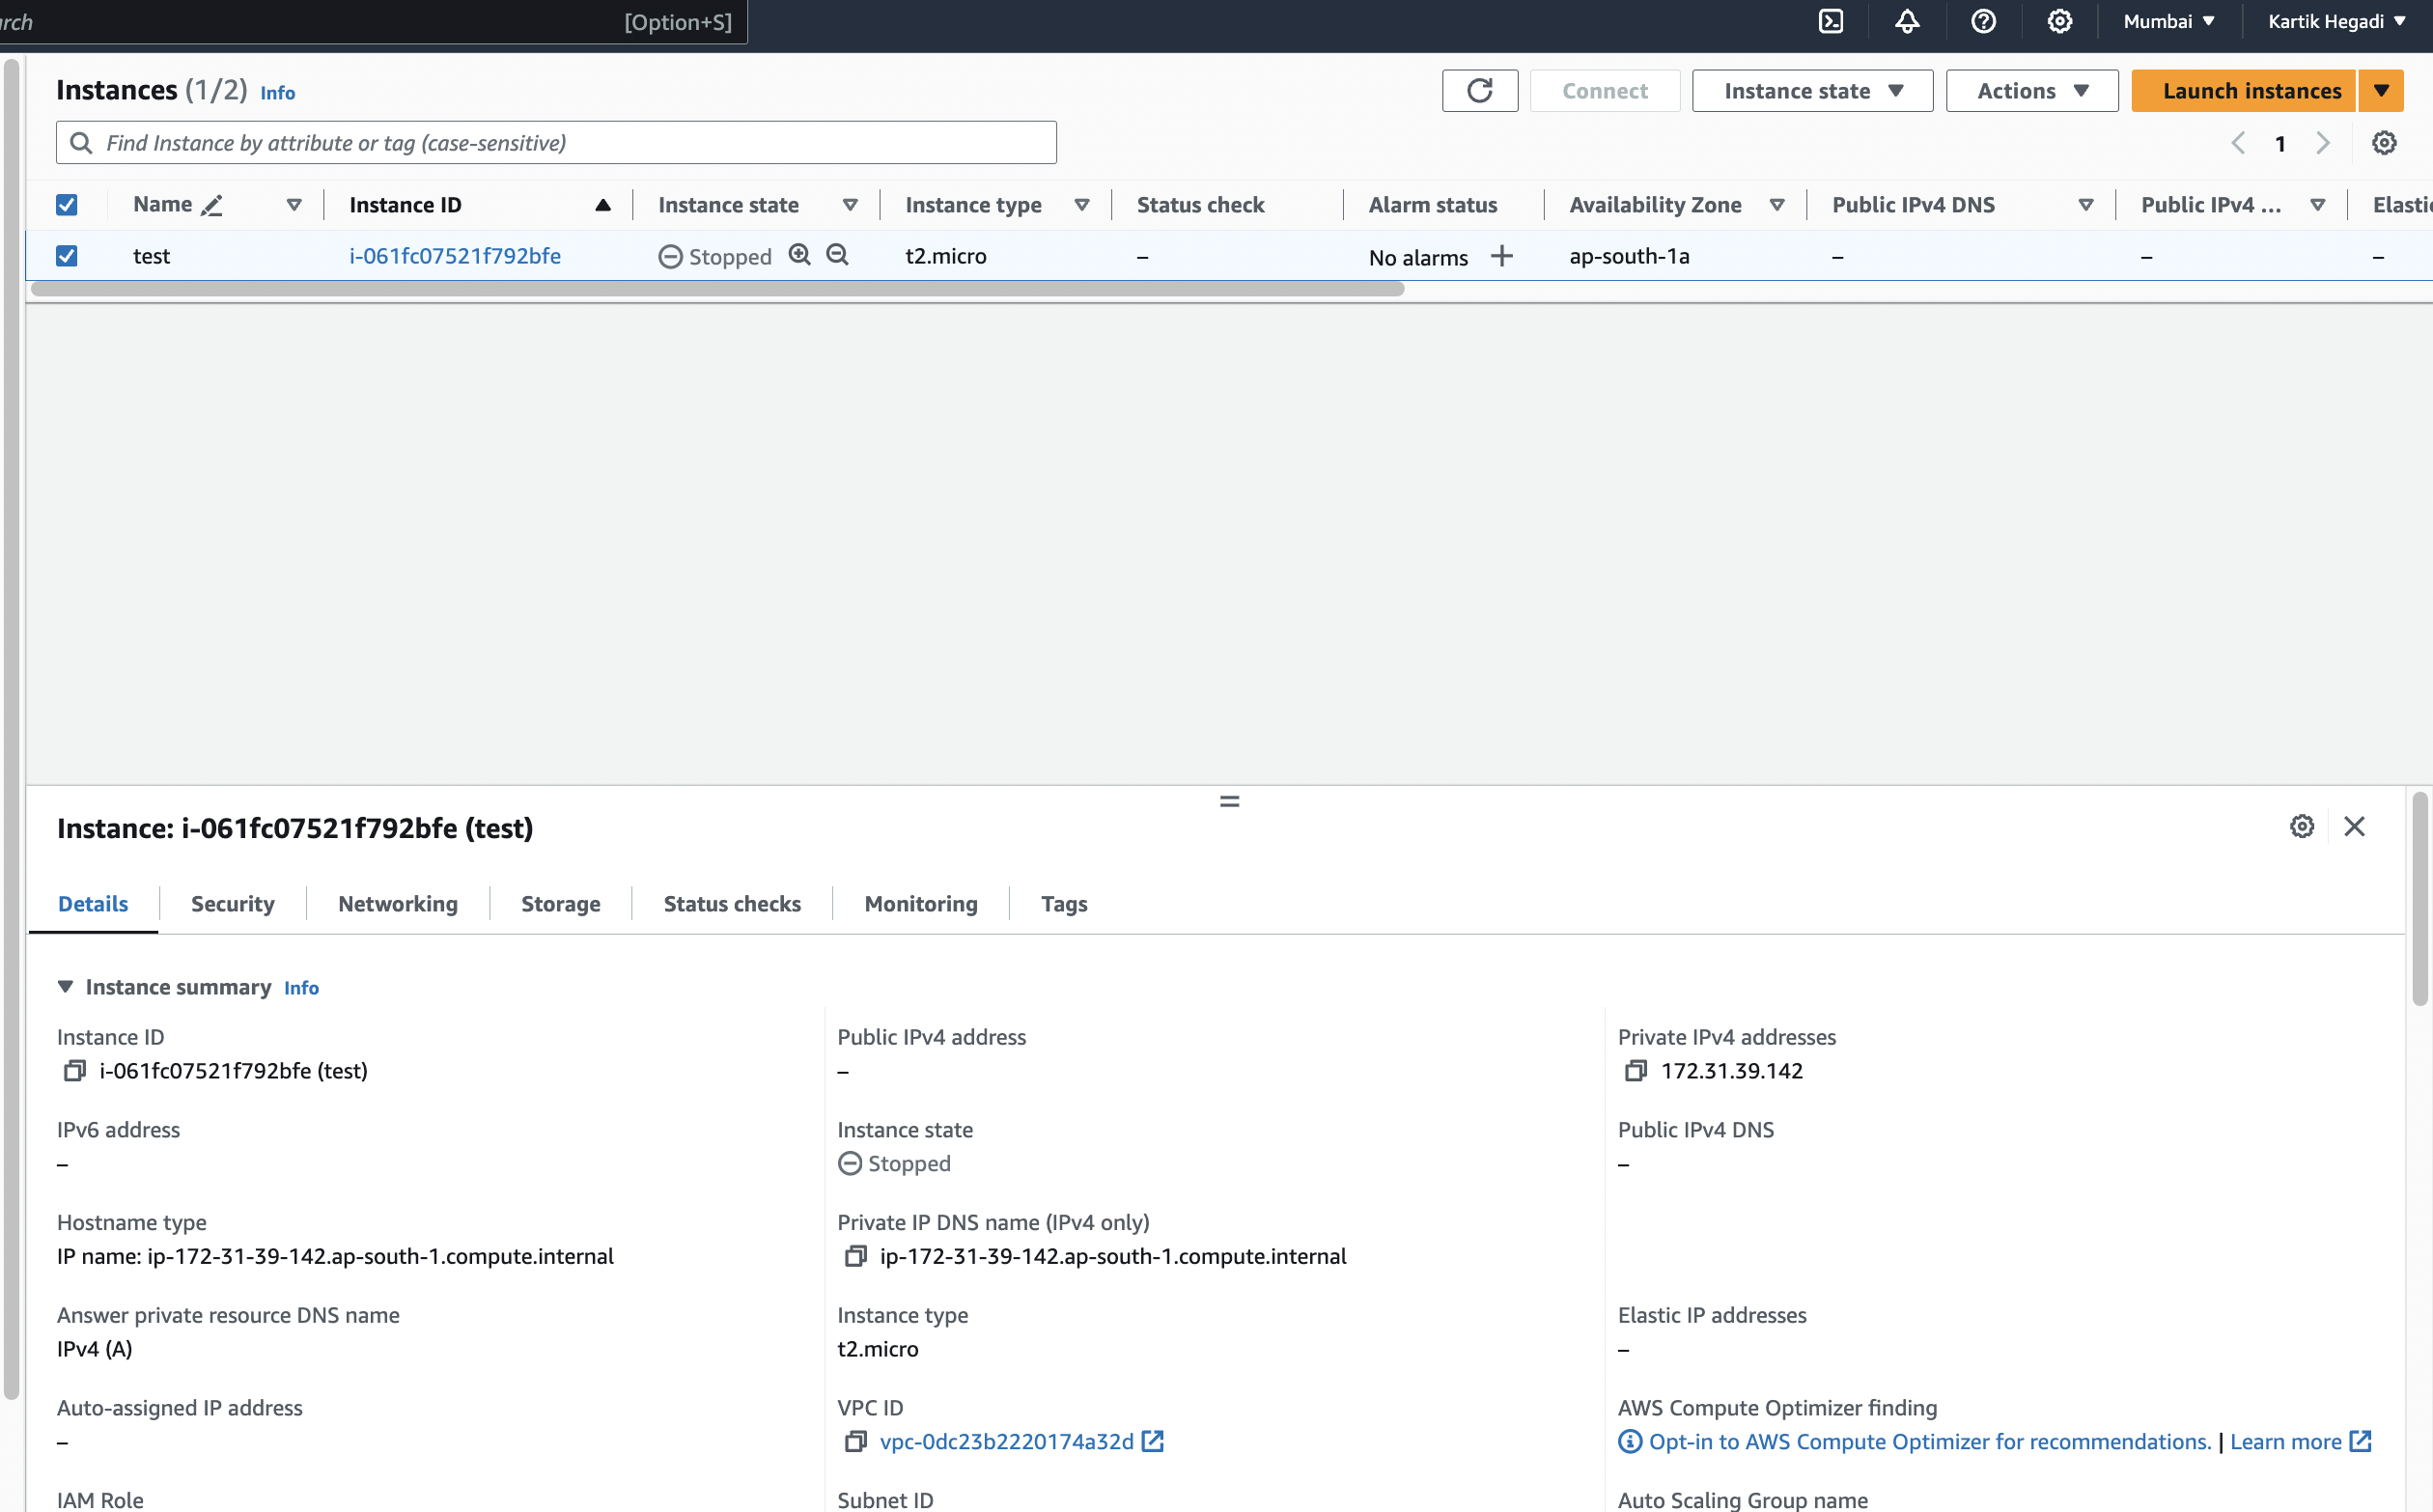 rch [Option+S] Mumbai Kartik Hegadi
Instances (1/2) Info Connect Instance state Actions Launch instances
Find Instance by attribute or tag (case-sensitive) 1
Name Instance ID Instance state Instance type Status check Alarm status Availability Zone Public IPv4 DNS Public IPv4 ... Elasti
test i-061fc07521f792bfe Stopped t2.micro – No alarms ap-south-1a – – –
Instance: i-061fc07521f792bfe (test)
Details Security Networking Storage Status checks Monitoring Tags
Instance summary Info
Instance ID
i-061fc07521f792bfe (test)
Public IPv4 address
–
Private IPv4 addresses
172.31.39.142
IPv6 address
–
Instance state
Stopped
Public IPv4 DNS
–
Hostname type
IP name: ip-172-31-39-142.ap-south-1.compute.internal
Private IP DNS name (IPv4 only)
ip-172-31-39-142.ap-south-1.compute.internal
Answer private resource DNS name
IPv4 (A)
Instance type
t2.micro
Elastic IP addresses
–
Auto-assigned IP address
–
VPC ID
vpc-0dc23b2220174a32d
AWS Compute Optimizer finding
Opt-in to AWS Compute Optimizer for recommendations. | Learn more
IAM Role
Subnet ID
Auto Scaling Group name